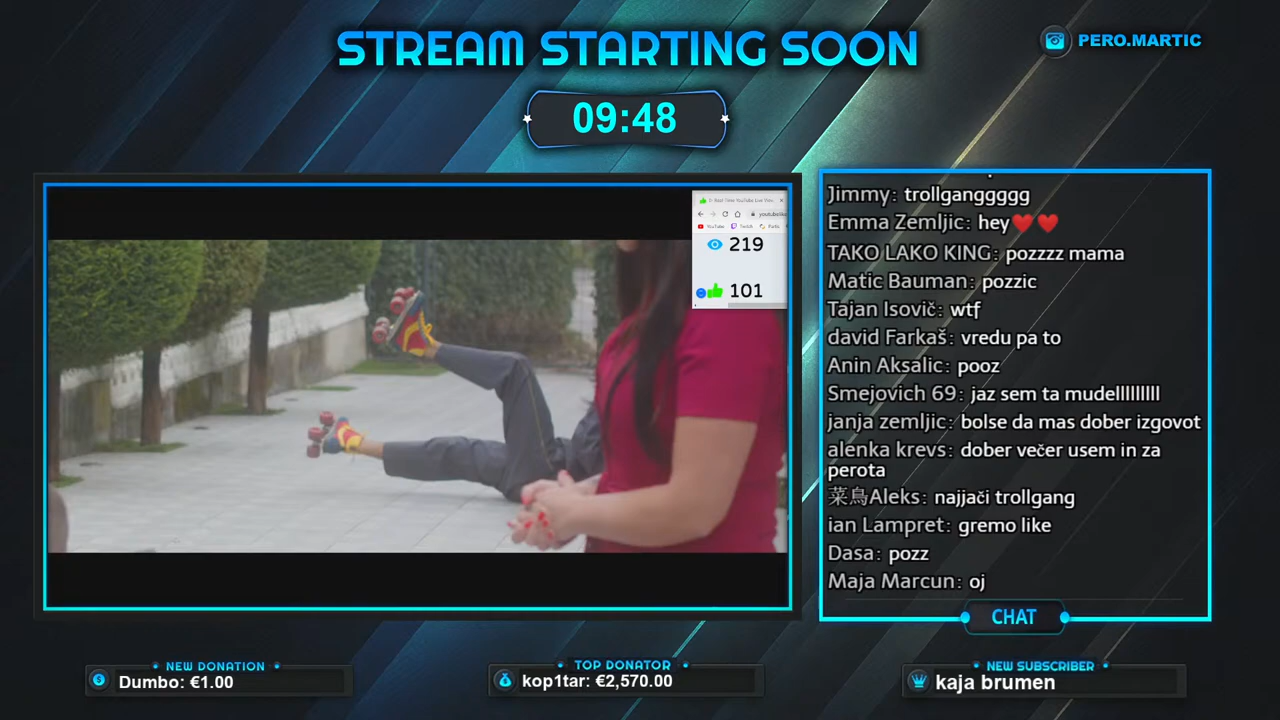 STREAM STARTING SOON
PERO.MARTIC
09:48
YouTube
Twitch
219
101
Jimmy: trollganggggg
Emma Zemljic: hey❤️❤️
TAKO LAKO KING: pozzzz mama
Matic Bauman: pozzic
Tajan Isovič: wtf
david Farkaš: vredu pa to
Anin Aksalic: pooz
Smejovich 69: jaz sem ta mudelllllllll
janja zemljic: bolse da mas dober izgovot
alenka krevs: dober večer usem in za
perota
菜鳥Aleks: najjači trollgang
ian Lampret: gremo like
Dasa: pozz
Maja Marcun: oj
CHAT
NEW DONATION
Dumbo: €1.00
TOP DONATOR
kop1tar: €2,570.00
NEW SUBSCRIBER
kaja brumen